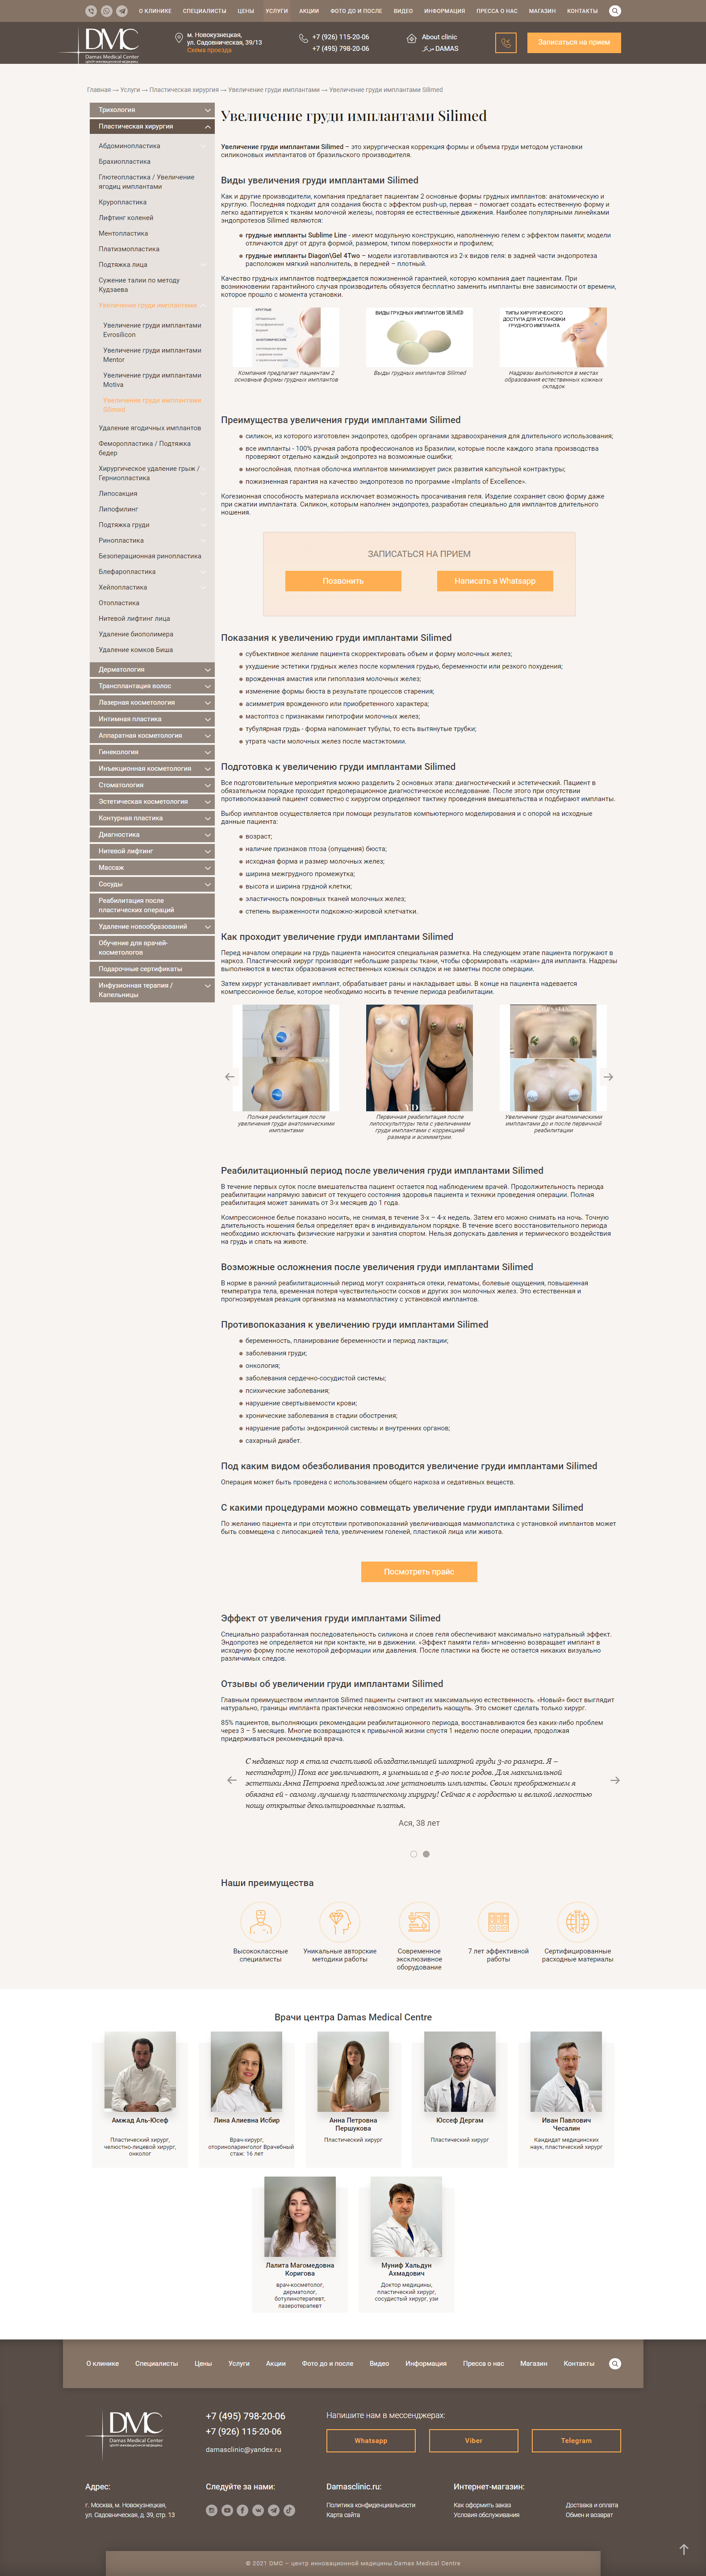 О КЛИНИКЕ СПЕЦИАЛИСТЫ ЦЕНЫ УСЛУГИ АКЦИИ ФОТО ДО И ПОСЛЕ ВИДЕО ИНФОРМАЦИЯ ПРЕССА О НАС МАГАЗИН КОНТАКТЫ
DMC
Damas Medical Center
м. Новокузнецкая,
ул. Садовническая, 39/13
Схема проезда
+7 (926) 115-20-06
+7 (495) 798-20-06
About clinic
مركز DAMAS
Записаться на прием
Главная → Услуги → Пластическая хирургия → Увеличение груди имплантами → Увеличение груди имплантами Silimed
Трихология
Пластическая хирургия
Абдоминопластика
Брахиопластика
Глютеопластика / Увеличение
ягодиц имплантами
Круропластика
Лифтинг коленей
Ментопластика
Платизмопластика
Подтяжка лица
Сужение талии по методу
Кудзаева
Увеличение груди имплантами
Увеличение груди имплантами
Evrosilicon
Увеличение груди имплантами
Mentor
Увеличение груди имплантами
Motiva
Увеличение груди имплантами
Silimed
Удаление ягодичных имплантов
Феморопластика / Подтяжка
бедер
Хирургическое удаление грыж /
Герниопластика
Липосакция
Липофилинг
Подтяжка груди
Ринопластика
Безоперационная ринопластика
Блефаропластика
Хейлопластика
Отопластика
Нитевой лифтинг лица
Удаление биополимера
Удаление комков Биша
Дерматология
Трансплантация волос
Лазерная косметология
Интимная пластика
Аппаратная косметология
Гинекология
Инъекционная косметология
Стоматология
Эстетическая косметология
Контурная пластика
Диагностика
Нитевой лифтинг
Массаж
Сосуды
Реабилитация после
пластических операций
Удаление новообразований
Обучение для врачей-
косметологов
Подарочные сертификаты
Инфузионная терапия /
Капельницы
Увеличение груди имплантами Silimed
Увеличение груди имплантами Silimed – это хирургическая коррекция формы и объема груди методом установки
силиконовых имплантатов от бразильского производителя.
Виды увеличения груди имплантами Silimed
Как и другие производители, компания предлагает пациентам 2 основные формы грудных имплантов: анатомическую и
круглую. Последняя подходит для создания бюста с эффектом push-up, первая – помогает создать естественную форму и
легко адаптируется к тканям молочной железы, повторяя ее естественные движения. Наиболее популярными линейками
эндопротезов Silimed являются:
грудные импланты Sublime Line - имеют модульную конструкцию, наполненную гелем с эффектом памяти; модели
отличаются друг от друга формой, размером, типом поверхности и профилем;
грудные импланты Diagon\Gel 4Two – модели изготавливаются из 2-х видов геля: в задней части эндопротеза
расположен мягкий наполнитель, в передней – плотный.
Качество грудных имплантов подтверждается пожизненной гарантией, которую компания дает пациентам. При
возникновении гарантийного случая производитель обязуется бесплатно заменить импланты вне зависимости от времени,
которое прошло с момента установки.
КРУГЛЫЕ
ВИДЫ ГРУДНЫХ ИМПЛАНТОВ SILIMED
ТИПЫ ХИРУРГИЧЕСКОГО
ДОСТУПА ДЛЯ УСТАНОВКИ
ГРУДНОГО ИМПЛАНТА
Компания предлагает пациентам 2
основные формы грудных имплантов
Выды грудных имплантов Silimed
Надрезы выполняются в местах
образования естественных кожных
складок
Преимущества увеличения груди имплантами Silimed
силикон, из которого изготовлен эндопротез, одобрен органами здравоохранения для длительного использования;
все импланты - 100% ручная работа профессионалов из Бразилии, которые после каждого этапа производства
проверяют отдельно каждый эндопротез на возможные ошибки;
многослойная, плотная оболочка имплантов минимизирует риск развития капсульной контрактуры;
пожизненная гарантия на качество эндопротезов по программе «Implants of Excellence».
Когезионная способность материала исключает возможность просачивания геля. Изделие сохраняет свою форму даже
при сжатии имплантата. Силикон, которым наполнен эндопротез, разработан специально для имплантов длительного
ношения.
ЗАПИСАТЬСЯ НА ПРИЕМ
Позвонить
Написать в Whatsapp
Показания к увеличению груди имплантами Silimed
субъективное желание пациента скорректировать объем и форму молочных желез;
ухудшение эстетики грудных желез после кормления грудью, беременности или резкого похудения;
врожденная амастия или гипоплазия молочных желез;
изменение формы бюста в результате процессов старения;
асимметрия врожденного или приобретенного характера;
мастоптоз с признаками гипотрофии молочных желез;
тубулярная грудь - форма напоминает тубулы, то есть вытянутые трубки;
утрата части молочных желез после мастэктомии.
Подготовка к увеличению груди имплантами Silimed
Все подготовительные мероприятия можно разделить 2 основных этапа: диагностический и эстетический. Пациент в
обязательном порядке проходит предоперационное диагностическое исследование. После этого при отсутствии
противопоказаний пациент совместно с хирургом определяют тактику проведения вмешательства и подбирают импланты.
Выбор имплантов осуществляется при помощи результатов компьютерного моделирования и с опорой на исходные
данные пациента:
возраст;
наличие признаков птоза (опущения) бюста;
исходная форма и размер молочных желез;
ширина межгрудного промежутка;
высота и ширина грудной клетки;
эластичность покровных тканей молочных желез;
степень выраженности подкожно-жировой клетчатки.
Как проходит увеличение груди имплантами Silimed
Перед началом операции на грудь пациента наносится специальная разметка. На следующем этапе пациента погружают в
наркоз. Пластический хирург производит небольшие разрезы ткани, чтобы сформировать «карман» для импланта. Надрезы
выполняются в местах образования естественных кожных складок и не заметны после операции.
Затем хирург устанавливает имплант, обрабатывает раны и накладывает швы. В конце на пациента надевается
компрессионное белье, которое необходимо носить в течение периода реабилитации.
Полная реабилитация после
увеличения груди анатомическими
имплантами
Первичная реабилитация после
липоскульптуры тела с увеличением
груди имплантами с коррекцией
размера и асимметрии.
Увеличение груди анатомическими
имплантами до и после первичной
реабилитации
Реабилитационный период после увеличения груди имплантами Silimed
В течение первых суток после вмешательства пациент остается под наблюдением врачей. Продолжительность периода
реабилитации напрямую зависит от текущего состояния здоровья пациента и техники проведения операции. Полная
реабилитация может занимать от 3-х месяцев до 1 года.
Компрессионное белье показано носить, не снимая, в течение 3-х – 4-х недель. Затем его можно снимать на ночь. Точную
длительность ношения белья определяет врач в индивидуальном порядке. В течение всего восстановительного периода
необходимо исключать физические нагрузки и занятия спортом. Нельзя допускать давления и термического воздействия
на грудь и спать на животе.
Возможные осложнения после увеличения груди имплантами Silimed
В норме в ранний реабилитационный период могут сохраняться отеки, гематомы, болевые ощущения, повышенная
температура тела, временная потеря чувствительности сосков и других зон молочных желез. Это естественная и
прогнозируемая реакция организма на маммопластику с установкой имплантов.
Противопоказания к увеличению груди имплантами Silimed
беременность, планирование беременности и период лактации;
заболевания груди;
онкология;
заболевания сердечно-сосудистой системы;
психические заболевания;
нарушение свертываемости крови;
хронические заболевания в стадии обострения;
нарушение работы эндокринной системы и внутренних органов;
сахарный диабет.
Под каким видом обезболивания проводится увеличение груди имплантами Silimed
Операция может быть проведена с использованием общего наркоза и седативных веществ.
С какими процедурами можно совмещать увеличение груди имплантами Silimed
По желанию пациента и при отсутствии противопоказаний увеличивающая маммопалстика с установкой имплантов может
быть совмещена с липосакцией тела, увеличением голеней, пластикой лица или живота.
Посмотреть прайс
Эффект от увеличения груди имплантами Silimed
Специально разработанная последовательность силикона и слоев геля обеспечивают максимально натуральный эффект.
Эндопротез не определяется ни при контакте, ни в движении. «Эффект памяти геля» мгновенно возвращает имплант в
исходную форму после некоторой деформации или давления. После пластики на бюсте не остается никаких визуально
различимых следов.
Отзывы об увеличении груди имплантами Silimed
Главным преимуществом имплантов Silimed пациенты считают их максимальную естественность. «Новый» бюст выглядит
натурально, границы импланта практически невозможно определить наощупь. Это сможет сделать только хирург.
85% пациентов, выполняющих рекомендации реабилитационного периода, восстанавливаются без каких-либо проблем
через 3 – 5 месяцев. Многие возвращаются к привычной жизни спустя 1 неделю после операции, продолжая
придерживаться рекомендаций врача.
С недавних пор я стала счастливой обладательницей шикарной груди 3-го размера. Я –
нестандарт)) Пока все увеличивают, я уменьшила с 5-го после родов. Для максимальной
эстетики Анна Петровна предложила мне установить импланты. Своим преображением я
обязана ей - самому лучшему пластическому хирургу! Сейчас я с гордостью и великой легкостью
ношу открытые декольтированные платья.
Ася, 38 лет
Наши преимущества
Высококлассные
специалисты
Уникальные авторские
методики работы
Современное
эксклюзивное
оборудование
7 лет эффективной
работы
Сертифицированные
расходные материалы
Врачи центра Damas Medical Centre
Амжад Аль-Юсеф
Пластический хирург,
челюстно-лицевой хирург,
онколог
Лина Алиевна Исбир
Врач-хирург,
оториноларинголог Врачебный
стаж: 16 лет
Анна Петровна
Першукова
Пластический хирург
Юссеф Дергам
Пластический хирург
Иван Павлович
Чесалин
Кандидат медицинских
наук, пластический хирург
Лалита Магомедовна
Коригова
врач-косметолог,
дерматолог,
ботулинотерапевт,
лазеротерапевт
Муниф Хальдун
Ахмадович
Доктор медицины,
пластический хирург,
сосудистый хирург, узи
О клинике Специалисты Цены Услуги Акции Фото до и после Видео Информация Пресса о нас Магазин Контакты
DMC
Damas Medical Center
+7 (495) 798-20-06
+7 (926) 115-20-06
damasclinic@yandex.ru
Напишите нам в мессенджерах:
Whatsapp
Viber
Telegram
Адрес:
г. Москва, м. Новокузнецкая,
ул. Садовническая, д. 39, стр. 13
Следуйте за нами:
Damasclinic.ru:
Политика конфиденциальности
Карта сайта
Интернет-магазин:
Как оформить заказ
Условия обслуживания
Доставка и оплата
Обмен и возврат
© 2021 DMC – центр инновационной медицины Damas Medical Centre